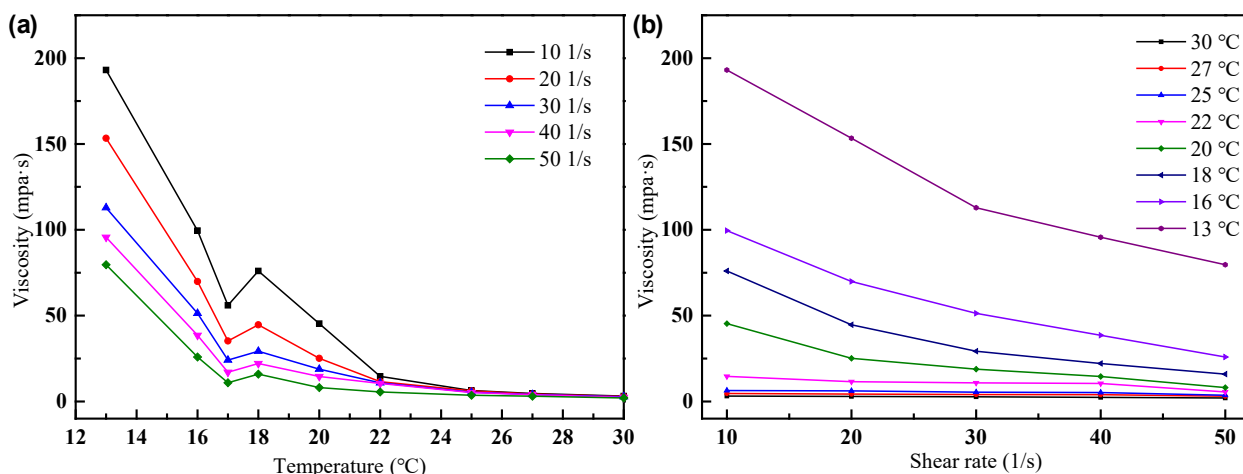 (a)
200
150
100
50
0
Viscosity (mpa·s)
12 14 16 18 20 22 24 26 28 30
Temperature (℃)
10 1/s
20 1/s
30 1/s
40 1/s
50 1/s
(b)
200
150
100
50
0
Viscosity (mpa·s)
10 20 30 40 50
Shear rate (1/s)
30 ℃
27 ℃
25 ℃
22 ℃
20 ℃
18 ℃
16 ℃
13 ℃